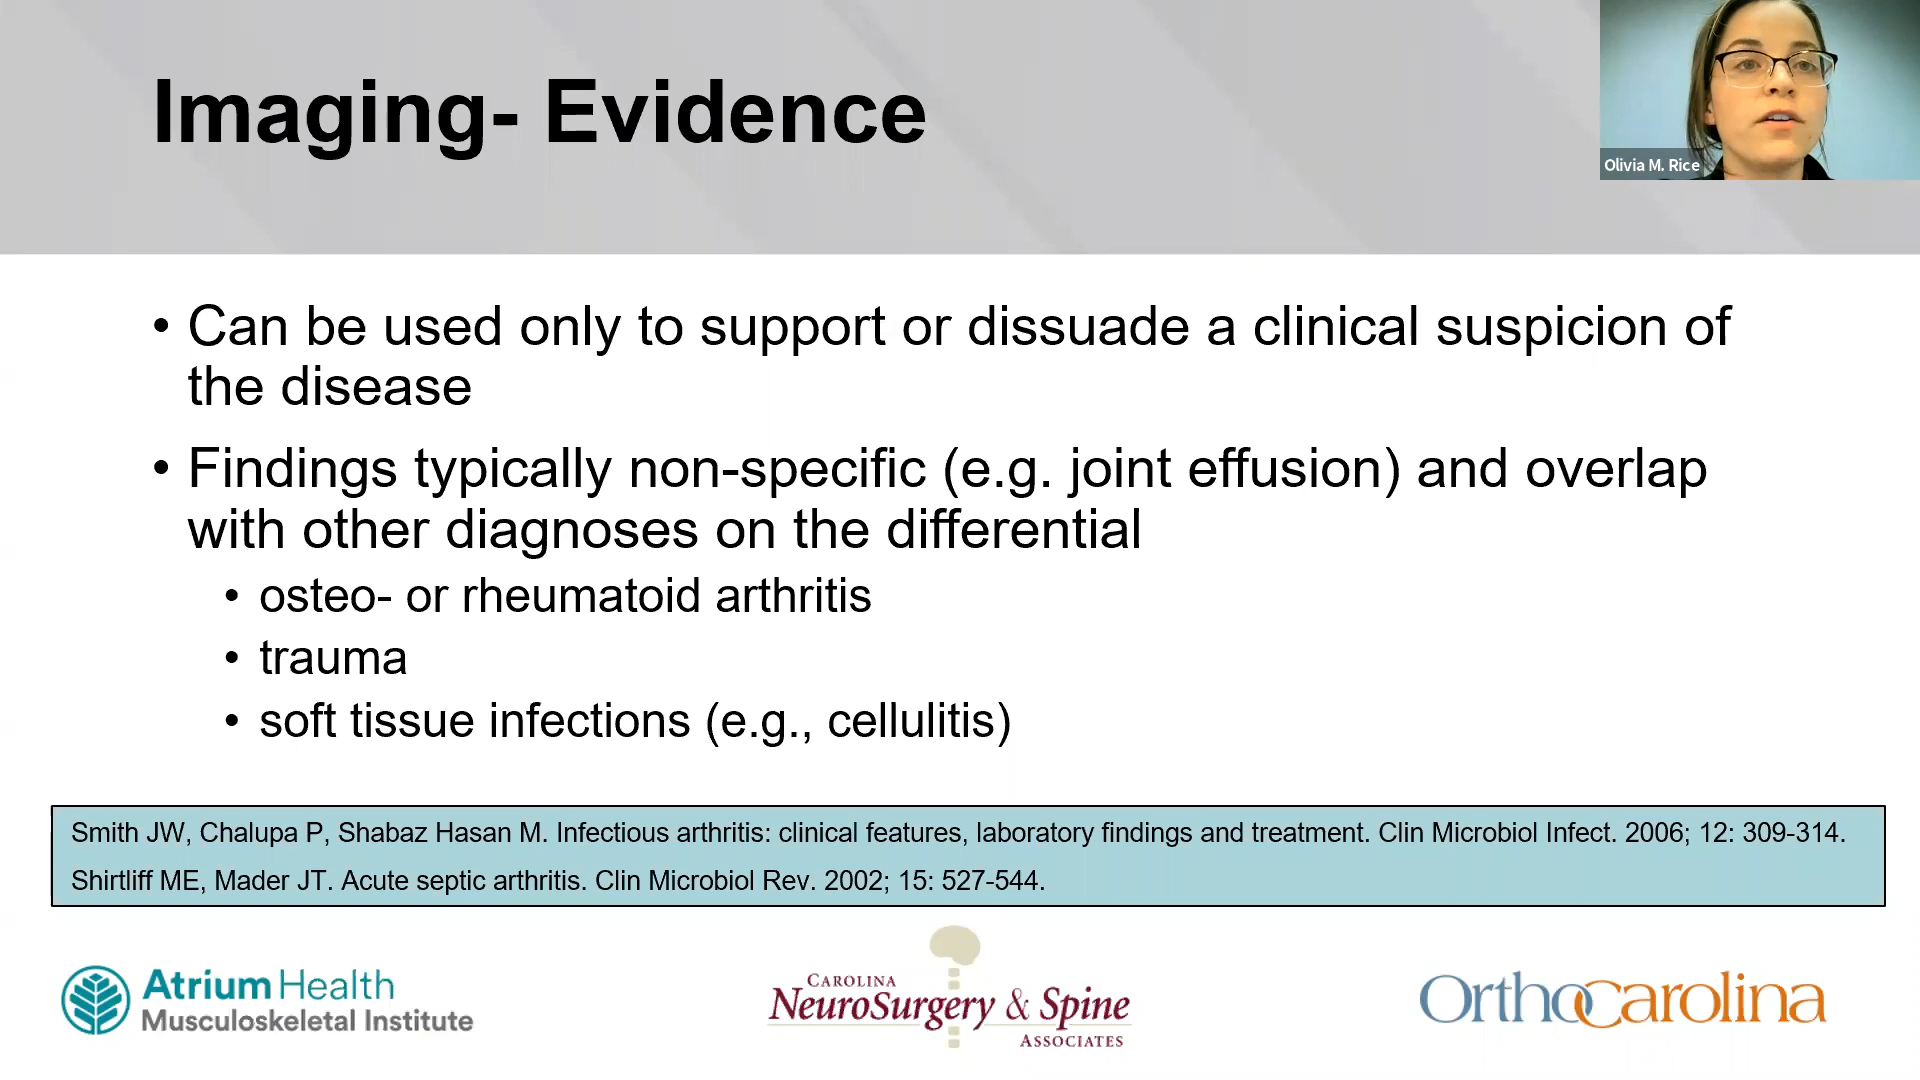 Imaging- Evidence
Olivia M. Rice
• Can be used only to support or dissuade a clinical suspicion of
the disease
• Findings typically non-specific (e.g. joint effusion) and overlap
with other diagnoses on the differential
• osteo- or rheumatoid arthritis
• trauma
• soft tissue infections (e.g., cellulitis)
Smith JW, Chalupa P, Shabaz Hasan M. Infectious arthritis: clinical features, laboratory findings and treatment. Clin Microbiol Infect. 2006; 12: 309-314.
Shirtliff ME, Mader JT. Acute septic arthritis. Clin Microbiol Rev. 2002; 15: 527-544.
Atrium Health
Musculoskeletal Institute
CAROLINA
NEUROSURGERY & SPINE
ASSOCIATES
OrthoCarolina